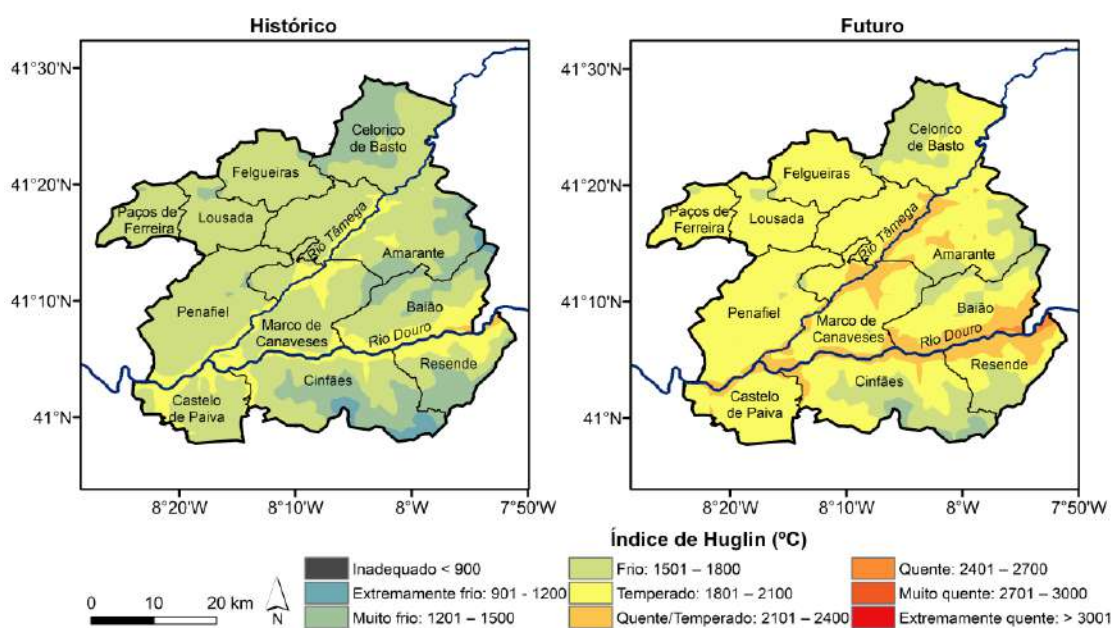 Histórico
41°30'N
41°20'N
41°10'N
41°N
8°20'W
8°10'W
8°W
7°50'W
Celorico
de Basto
Felgueiras
Paços de
Ferreira
Lousada
Rio Tâmega
Amarante
Penafiel
Baião
Marco de
Canaveses
Rio Douro
Resende
Cinfães
Castelo
de Paiva
Futuro
41°30'N
41°20'N
41°10'N
41°N
8°20'W
8°10'W
8°W
7°50'W
Celorico
de Basto
Felgueiras
Paços de
Ferreira
Lousada
Rio Tâmega
Amarante
Penafiel
Baião
Marco de
Canaveses
Rio Douro
Resende
Cinfães
Castelo
de Paiva
Índice de Huglin (ºC)
Inadequado < 900
Extremamente frio: 901 - 1200
Muito frio: 1201 – 1500
Frio: 1501 – 1800
Temperado: 1801 – 2100
Quente/Temperado: 2101 – 2400
Quente: 2401 – 2700
Muito quente: 2701 – 3000
Extremamente quente: > 3001
0 10 20 km
N